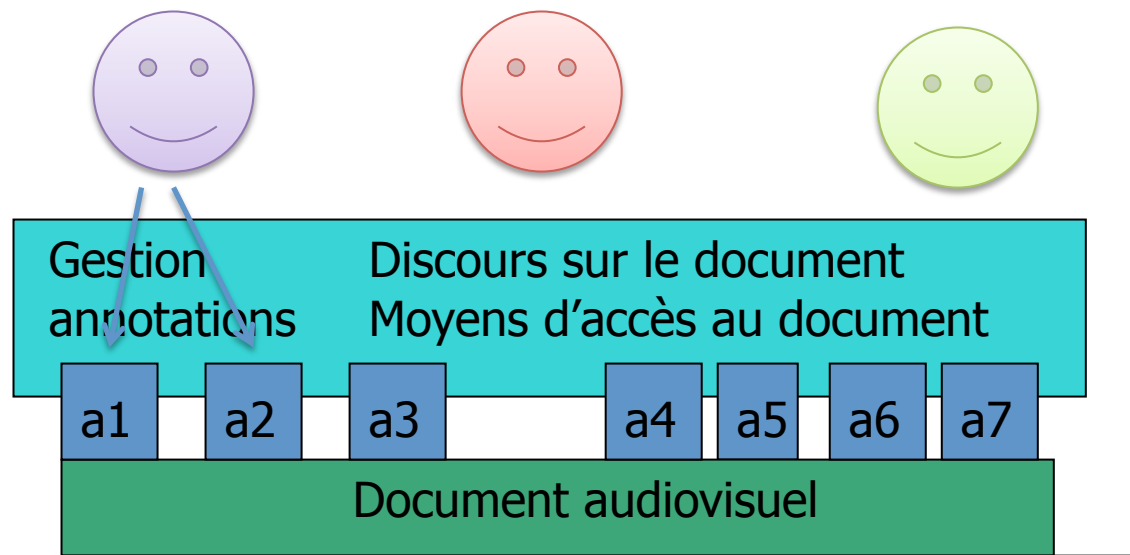 Gestion
annotations
Discours sur le document
Moyens d’accès au document
a1 a2 a3 a4 a5 a6 a7
Document audiovisuel